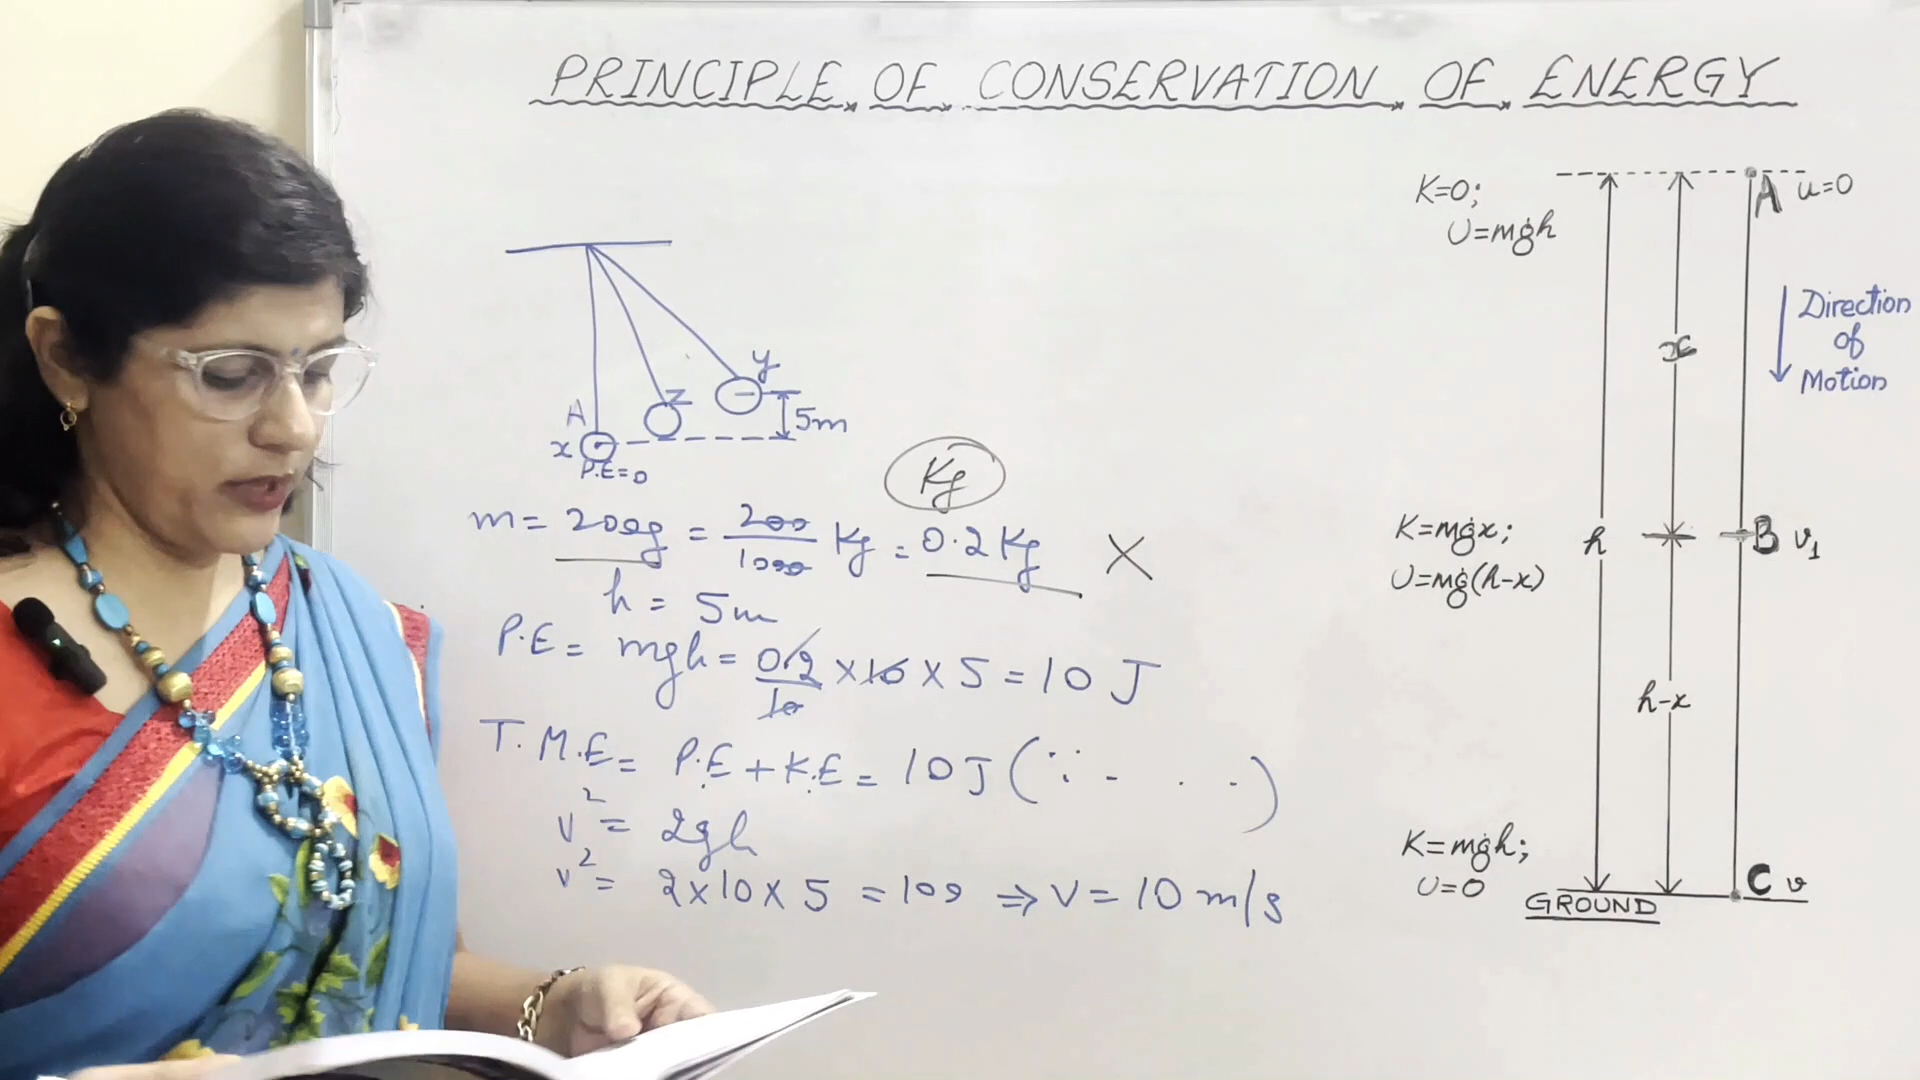 PRINCIPLE OF CONSERVATION OF ENERGY
y
z
5m
A
x
P.E=0
Kg
m = 200g = 200/1000 Kg = 0.2 Kg X
h = 5m
P.E = mgh = 02/10 × 10 × 5 = 10 J
T.M.E = P.E + K.E = 10J (∵ - . . -)
v² = 2gh
v² = 2×10×5 = 100 ⇒ v = 10 m/s
K=0;
U=mgh
A u=0
x
Direction
of
Motion
K=mgx;
U=mg(h-x)
h
B v₁
h-x
K=mgh;
U=0
C v
GROUND